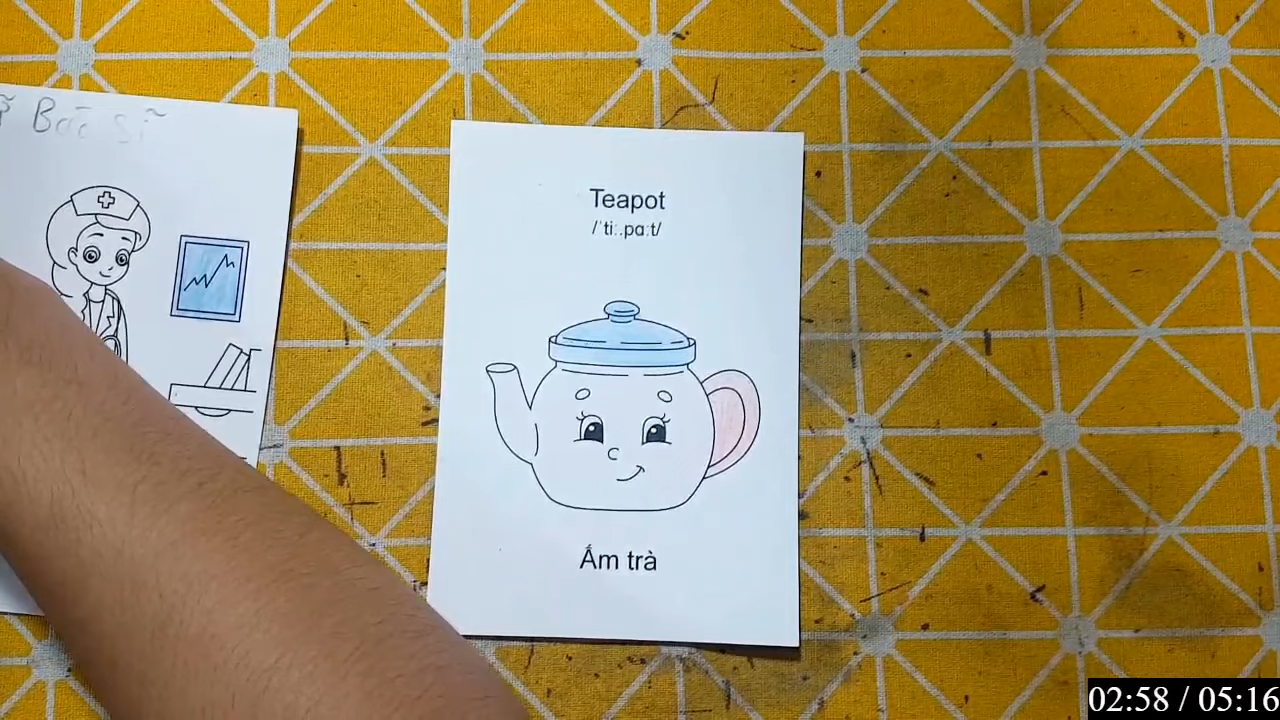 Bác sĩ
Teapot
/ˈtiː.pɑːt/
Ấm trà
02:58 / 05:16